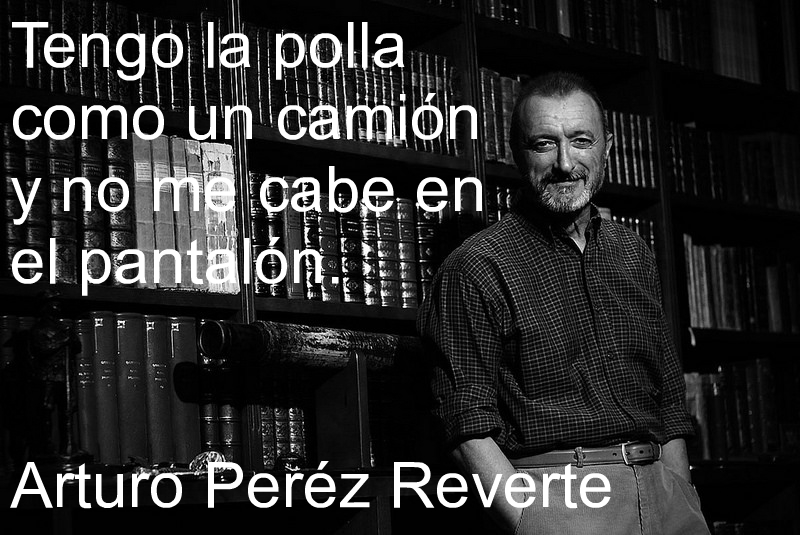 Tengo la polla
como un camión
y no me cabe en
el pantalón.
Arturo Peréz Reverte